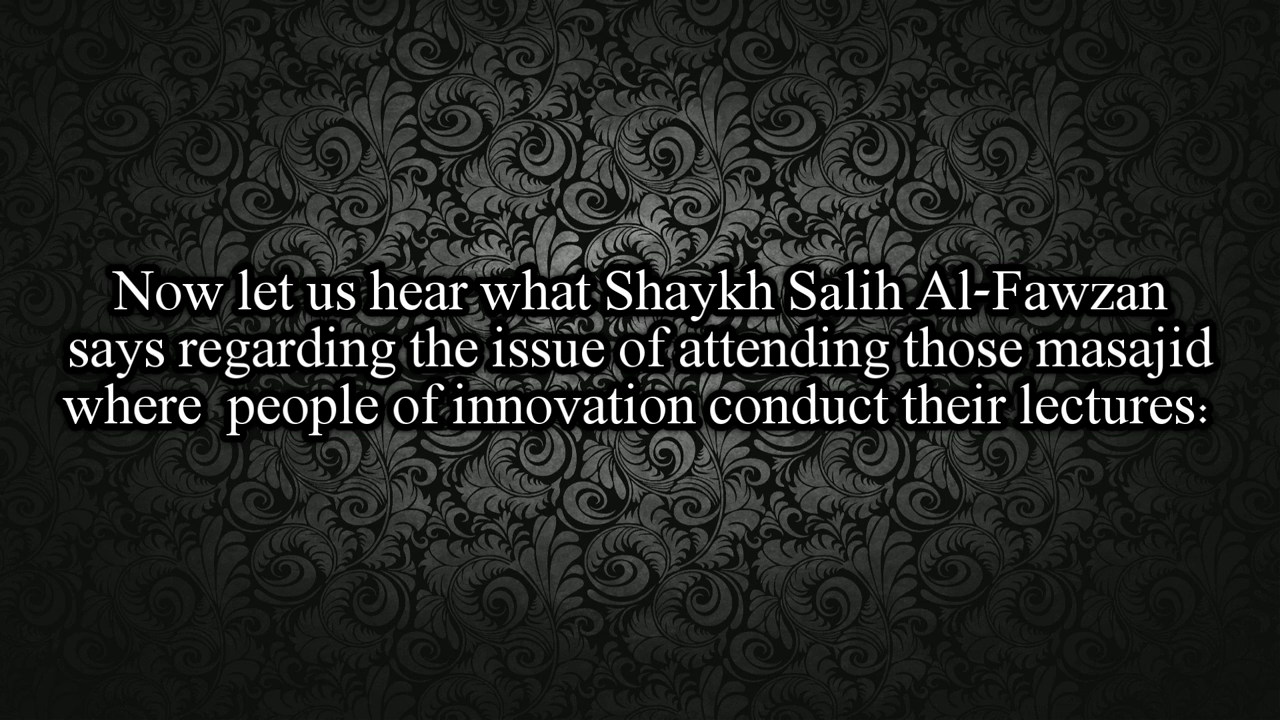 Now let us hear what Shaykh Salih Al-Fawzan
says regarding the issue of attending those masajid
where  people of innovation conduct their lectures: